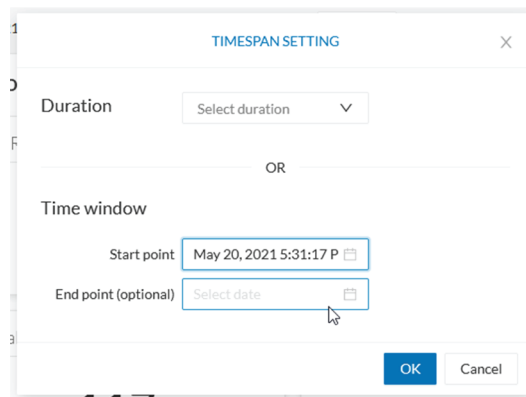 TIMESPAN SETTING
Duration
Select duration
OR
Time window
Start point
May 20, 2021 5:31:17 P
End point (optional)
Select date
OK
Cancel